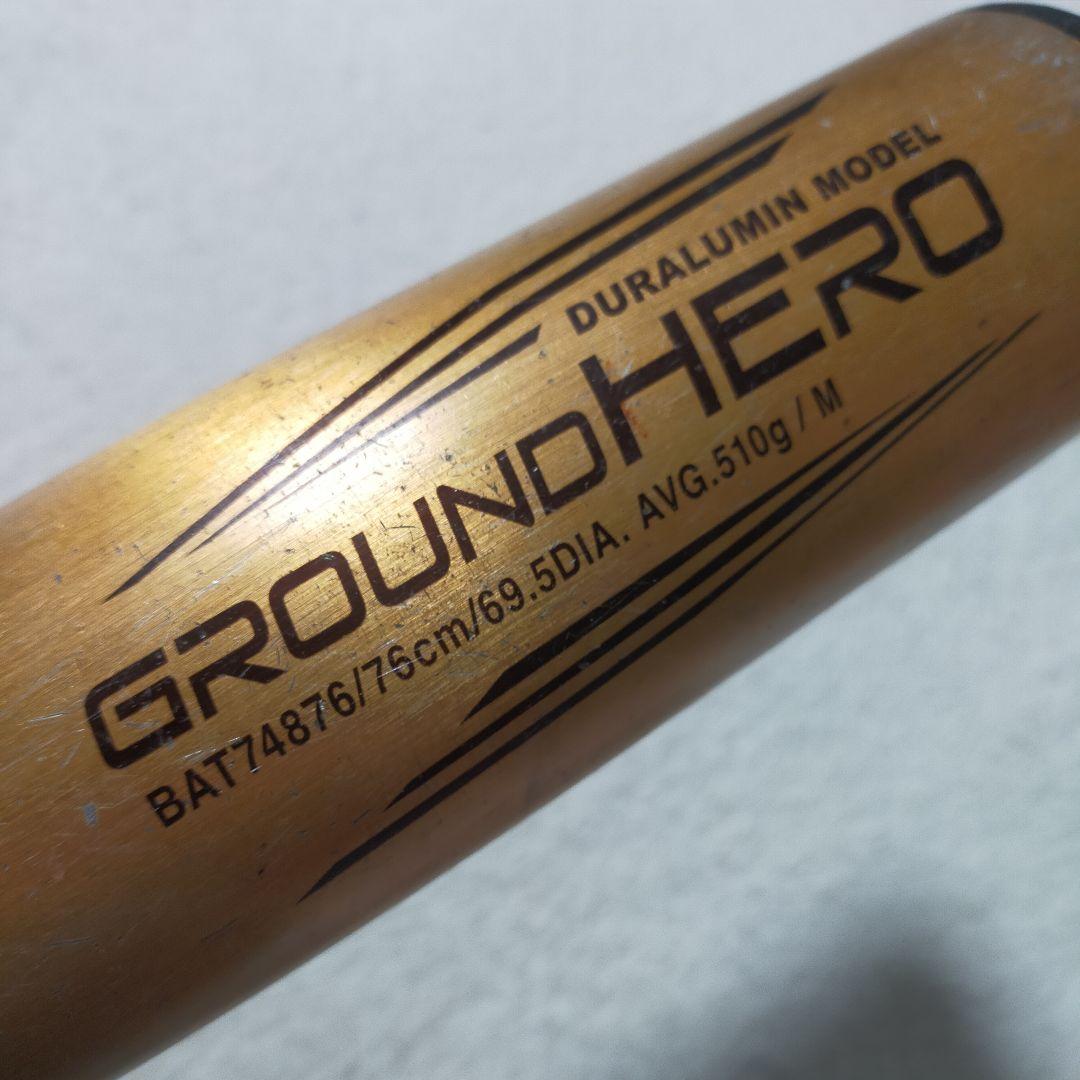 DURALUMIN MODEL
GROUNDHERO
BAT74876/76cm/69.5DIA. AVG.510g/M